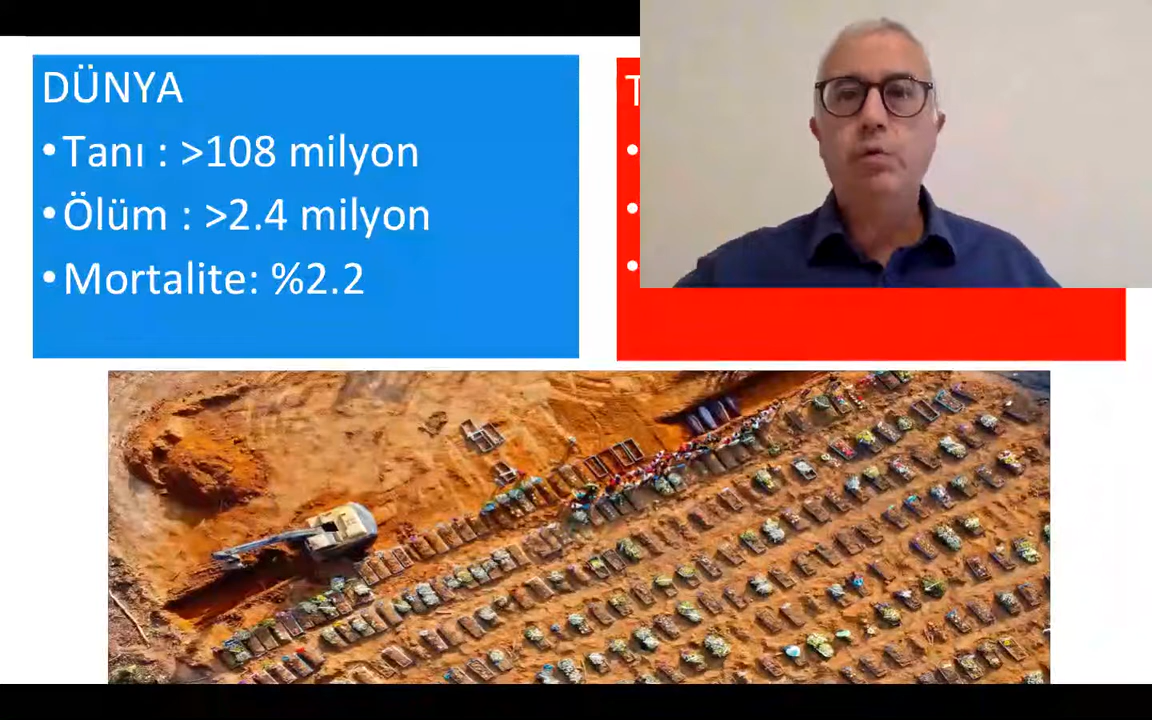 DÜNYA
• Tanı : >108 milyon
• Ölüm : >2.4 milyon
• Mortalite: %2.2